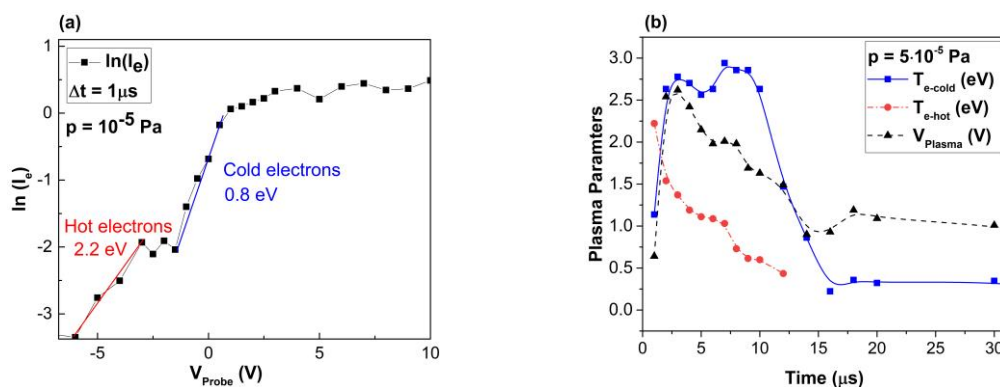 (a)
ln(Ie)
Δt = 1μs
p = 10-5 Pa
Cold electrons
0.8 eV
Hot electrons
2.2 eV
ln (Ie)
1
0
-1
-2
-3
-5
0
5
10
VProbe (V)
(b)
p = 5·10-5 Pa
Te-cold (eV)
Te-hot (eV)
VPlasma (V)
Plasma Paramters
3.0
2.5
2.0
1.5
1.0
0.5
0.0
0
5
10
15
20
25
30
Time (μs)